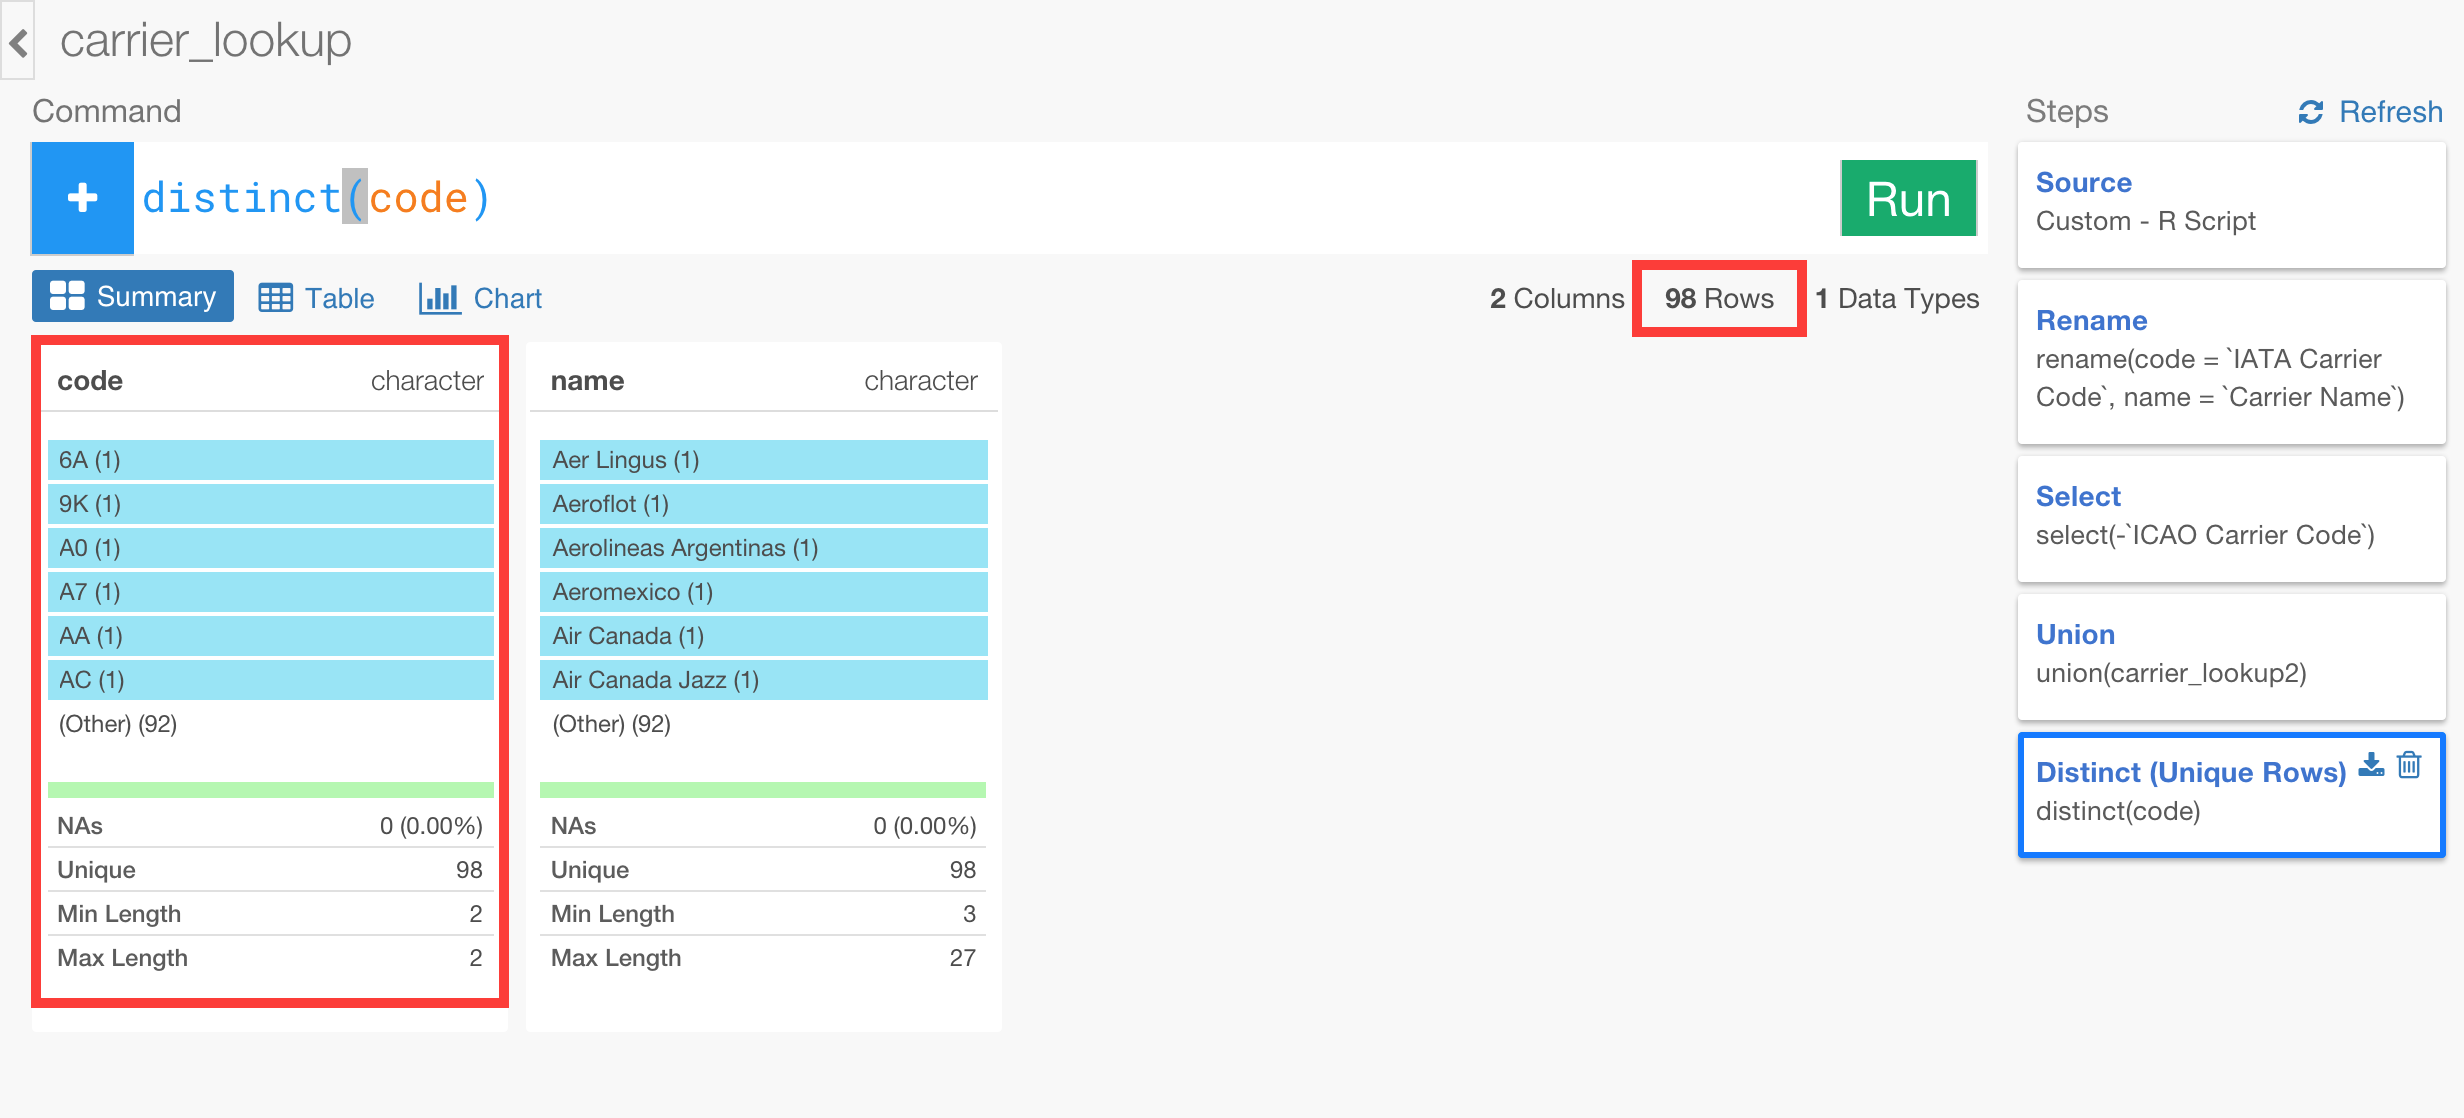 carrier_lookup
Command
Steps
Refresh
distinct(code)
Run
Summary
Table
Chart
2 Columns
98 Rows
1 Data Types
code character
6A (1)
9K (1)
A0 (1)
A7 (1)
AA (1)
AC (1)
(Other) (92)
NAs 0 (0.00%)
Unique 98
Min Length 2
Max Length 2
name character
Aer Lingus (1)
Aeroflot (1)
Aerolineas Argentinas (1)
Aeromexico (1)
Air Canada (1)
Air Canada Jazz (1)
(Other) (92)
NAs 0 (0.00%)
Unique 98
Min Length 3
Max Length 27
Source
Custom - R Script
Rename
rename(code = `IATA Carrier
Code`, name = `Carrier Name`)
Select
select(-`ICAO Carrier Code`)
Union
union(carrier_lookup2)
Distinct (Unique Rows)
distinct(code)